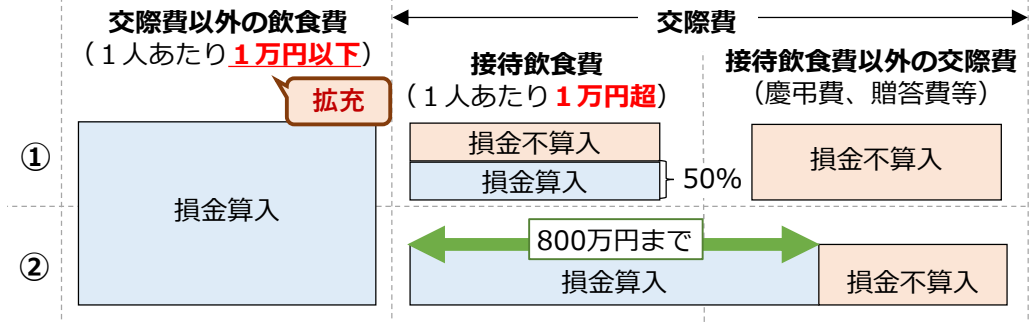 交際費以外の飲食費
（１人あたり１万円以下）
拡充
交際費
接待飲食費
（１人あたり１万円超）
接待飲食費以外の交際費
（慶弔費、贈答費等）
①
損金算入
損金不算入
損金算入
50%
損金不算入
②
800万円まで
損金算入
損金不算入